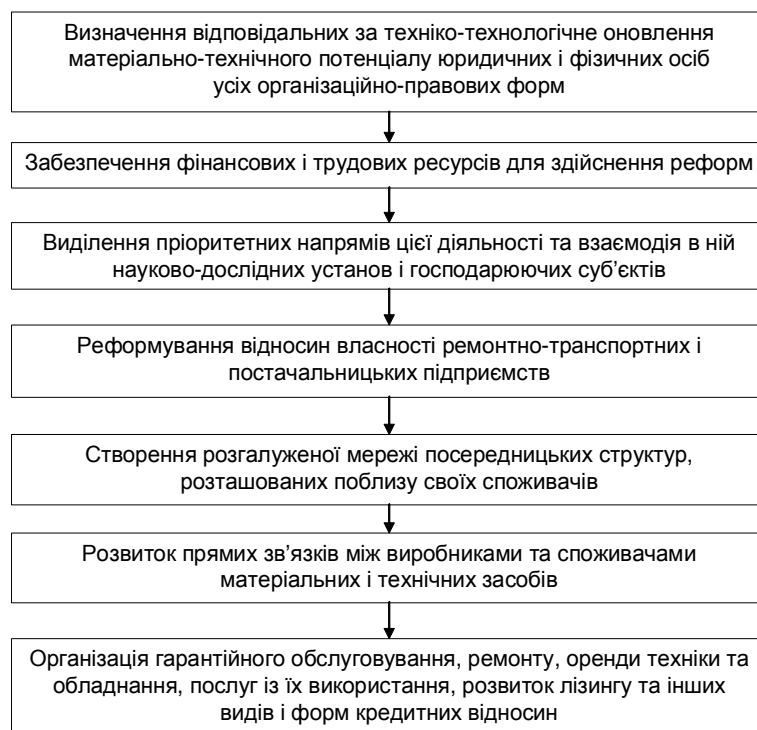 Визначення відповідальних за техніко-технологічне оновлення
матеріально-технічного потенціалу юридичних і фізичних осіб
усіх організаційно-правових форм
Забезпечення фінансових і трудових ресурсів для здійснення реформ
Виділення пріоритетних напрямів цієї діяльності та взаємодія в ній
науково-дослідних установ і господарюючих суб’єктів
Реформування відносин власності ремонтно-транспортних і
постачальницьких підприємств
Створення розгалуженої мережі посередницьких структур,
розташованих поблизу своїх споживачів
Розвиток прямих зв’язків між виробниками та споживачами
матеріальних і технічних засобів
Організація гарантійного обслуговування, ремонту, оренди техніки та
обладнання, послуг із їх використання, розвиток лізингу та інших
видів і форм кредитних відносин